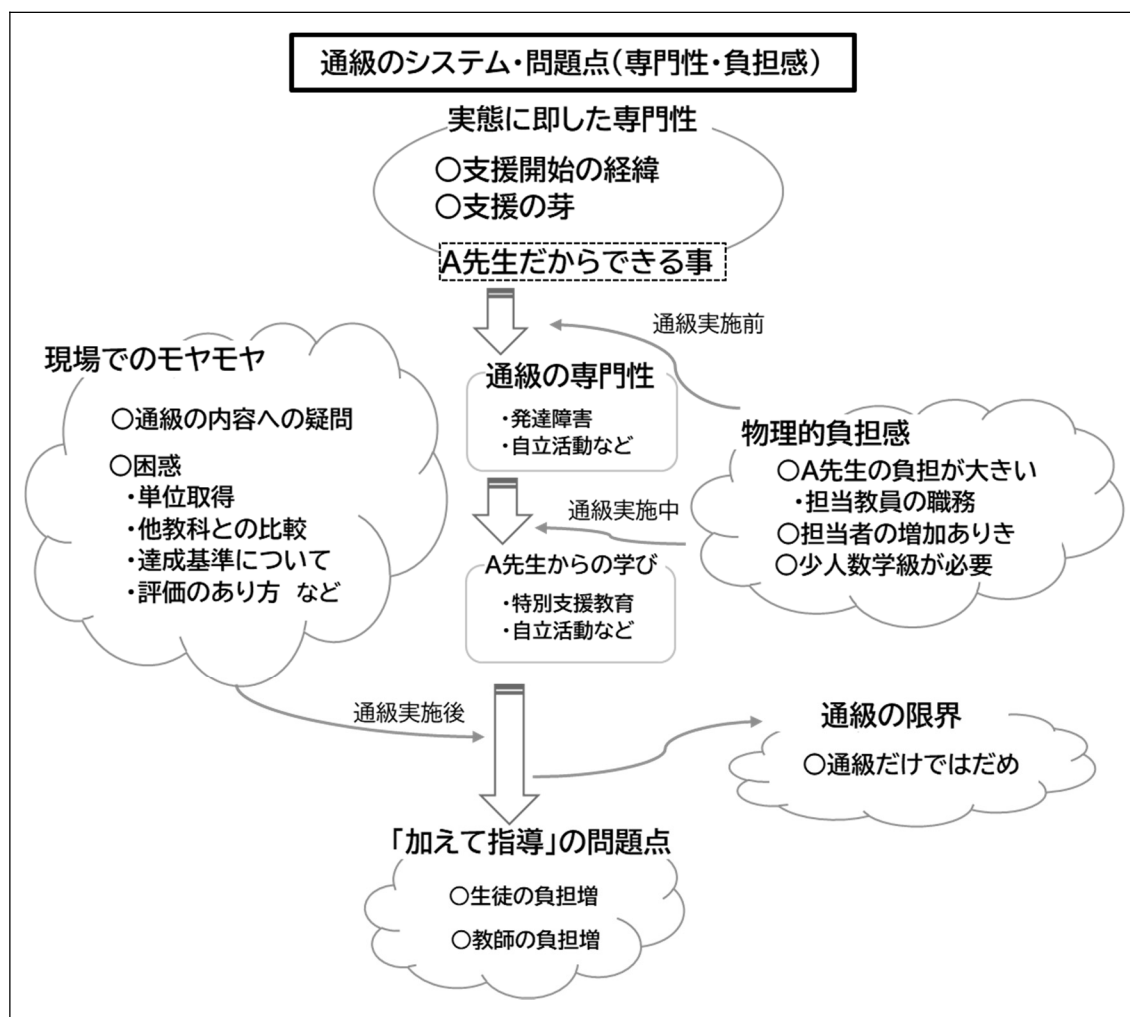 通級のシステム・問題点(専門性・負担感)
実態に即した専門性
〇支援開始の経緯
〇支援の芽
A先生だからできる事
通級実施前
現場でのモヤモヤ
〇通級の内容への疑問
〇困惑
・単位取得
・他教科との比較
・達成基準について
・評価のあり方 など
通級の専門性
・発達障害
・自立活動など
物理的負担感
〇A先生の負担が大きい
・担当教員の職務
〇担当者の増加ありき
〇少人数学級が必要
通級実施中
A先生からの学び
・特別支援教育
・自立活動など
通級実施後
通級の限界
〇通級だけではだめ
「加えて指導」の問題点
〇生徒の負担増
〇教師の負担増